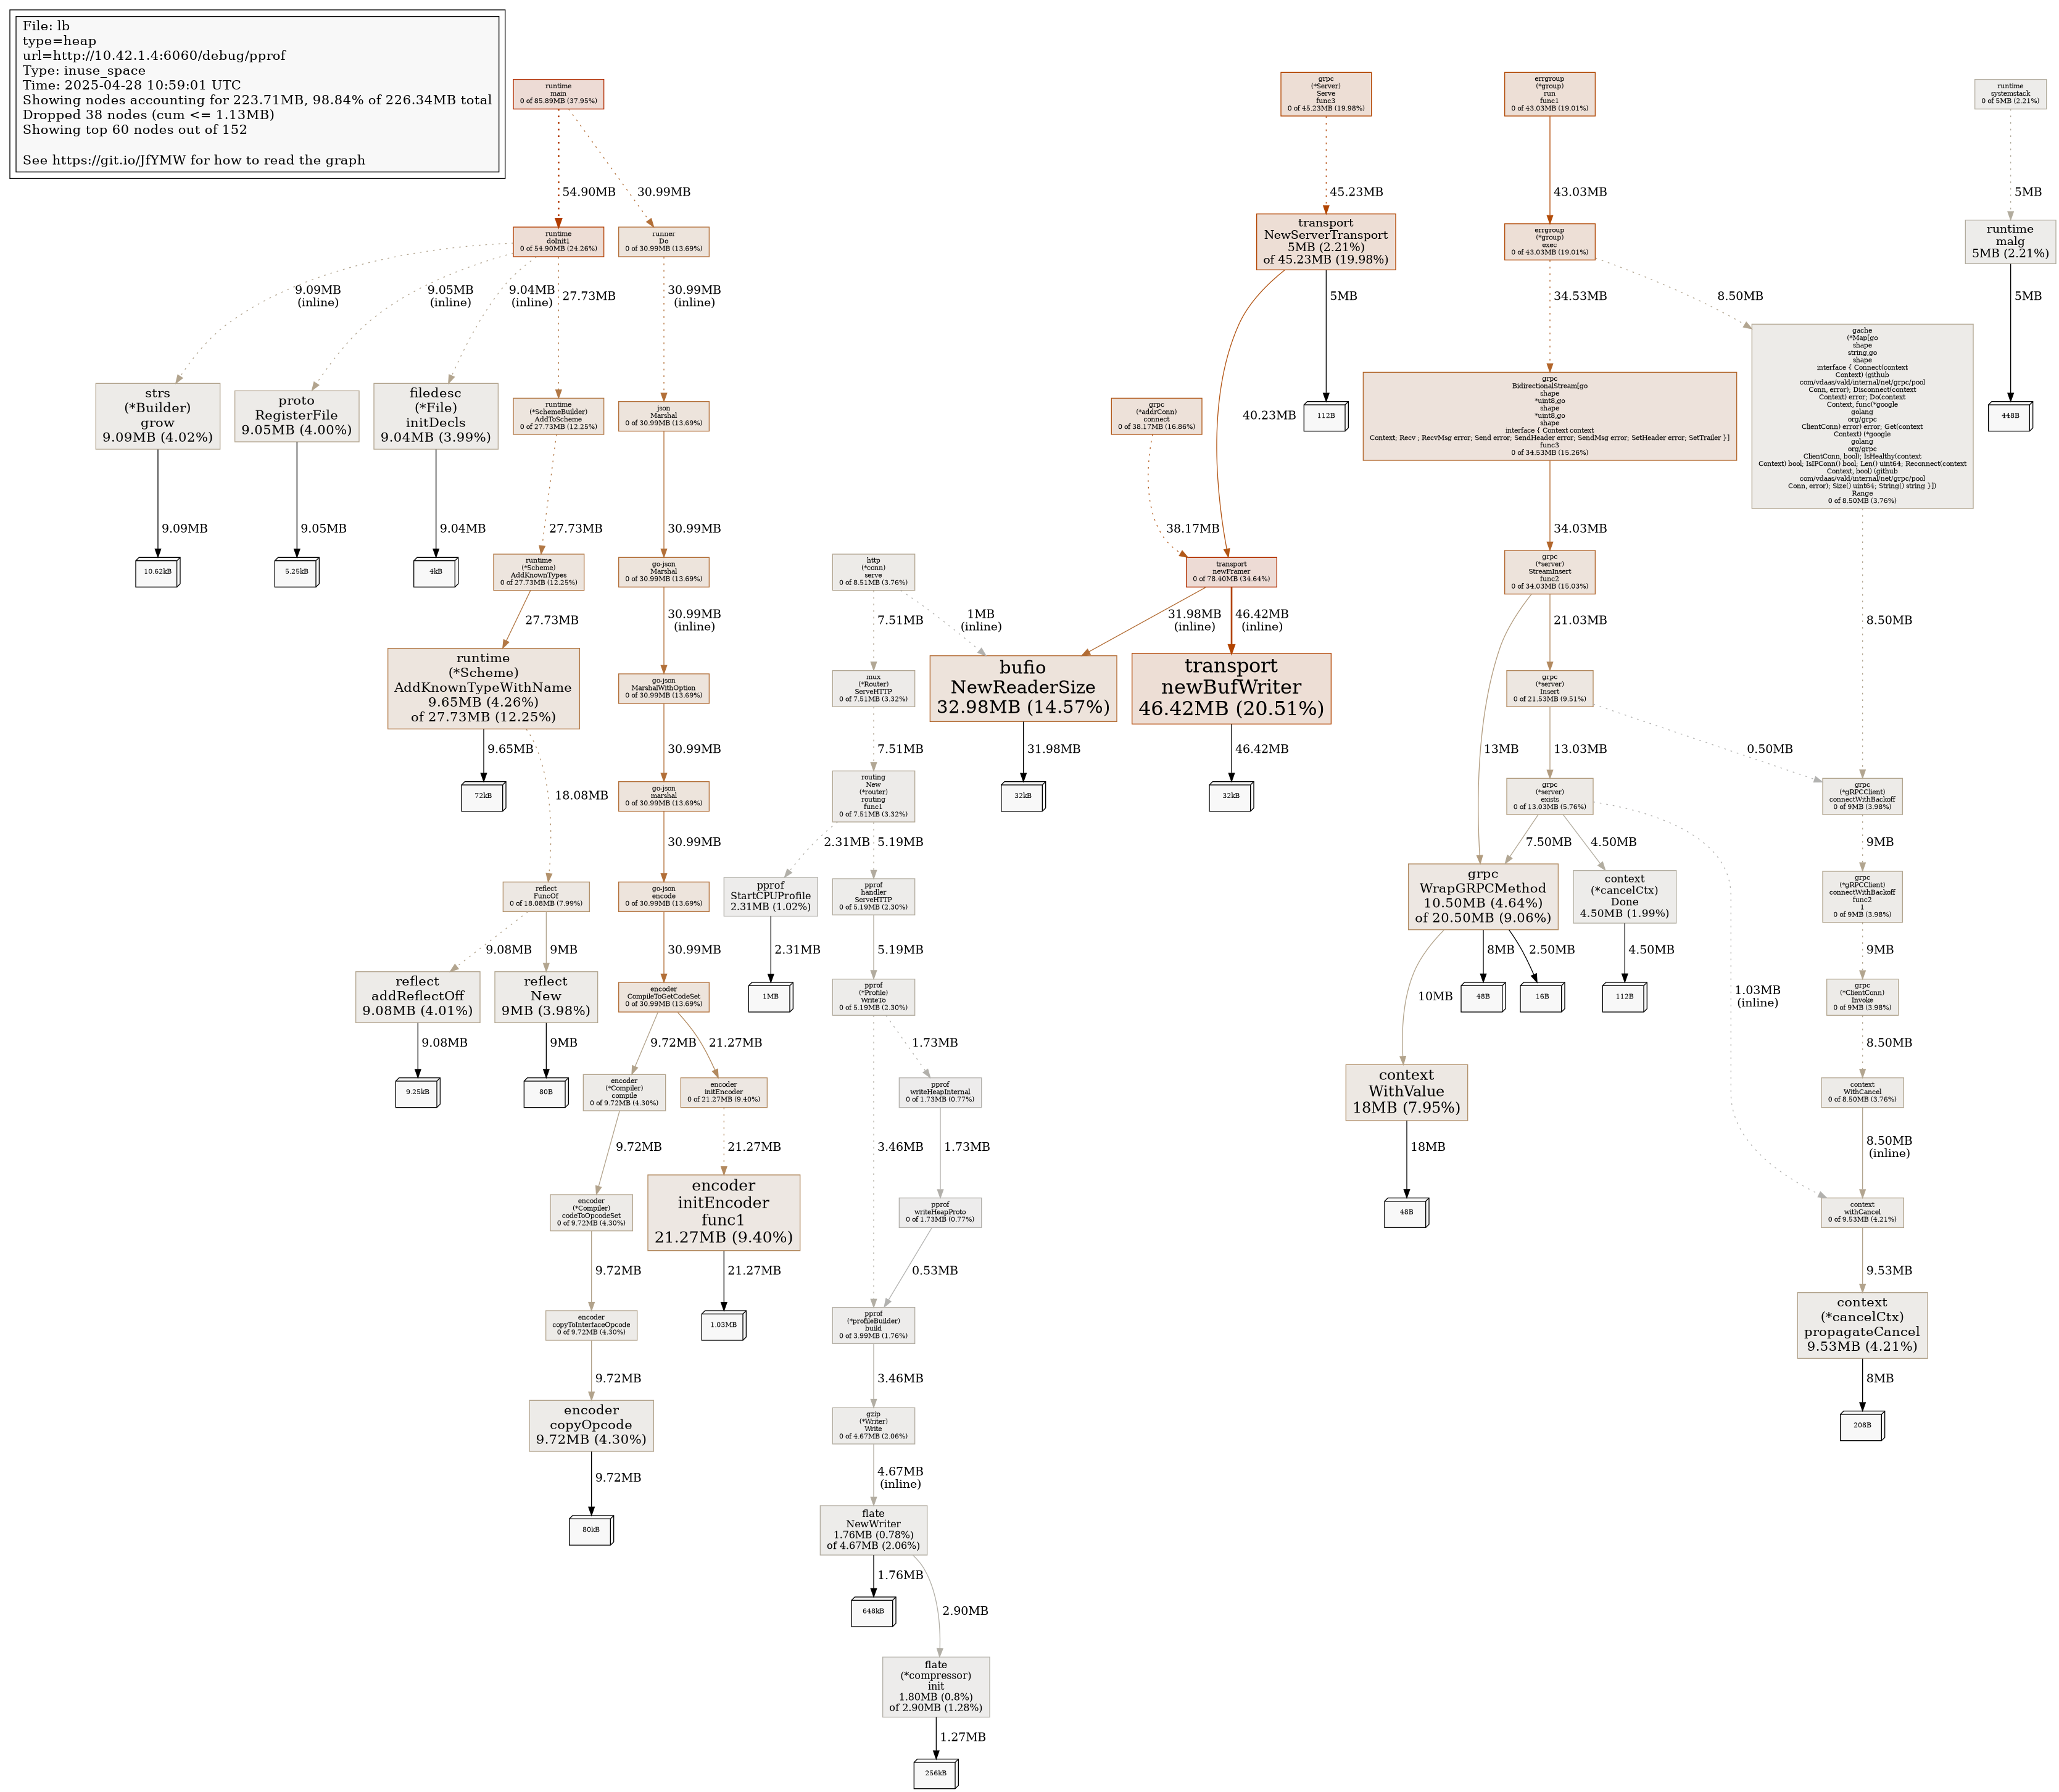 File: lb
type=heap
url=http://10.42.1.4:6060/debug/pprof
Type: inuse_space
Time: 2025-04-28 10:59:01 UTC
Showing nodes accounting for 223.71MB, 98.84% of 226.34MB total
Dropped 38 nodes (cum <= 1.13MB)
Showing top 60 nodes out of 152
See https://git.io/JfYMW for how to read the graph
runtime
main
0 of 85.89MB (37.95%)
grpc
(*Server)
Serve
func3
0 of 45.23MB (19.98%)
errgroup
(*group)
run
func1
0 of 43.03MB (19.01%)
runtime
systemstack
0 of 5MB (2.21%)
54.90MB
30.99MB
45.23MB
43.03MB
5MB
runtime
doInit1
0 of 54.90MB (24.26%)
runner
Do
0 of 30.99MB (13.69%)
transport
NewServerTransport
5MB (2.21%)
of 45.23MB (19.98%)
errgroup
(*group)
exec
0 of 43.03MB (19.01%)
runtime
malg
5MB (2.21%)
9.09MB
(inline)
9.05MB
(inline)
9.04MB
(inline)
27.73MB
30.99MB
(inline)
5MB
34.53MB
8.50MB
5MB
strs
(*Builder)
grow
9.09MB (4.02%)
proto
RegisterFile
9.05MB (4.00%)
filedesc
(*File)
initDecls
9.04MB (3.99%)
runtime
(*SchemeBuilder)
AddToScheme
0 of 27.73MB (12.25%)
json
Marshal
0 of 30.99MB (13.69%)
grpc
(*addrConn)
connect
0 of 38.17MB (16.86%)
40.23MB
112B
grpc
BidirectionalStream[go
shape
*uint8,go
shape
*uint8,go
shape
interface { Context context
Context; Recv ; RecvMsg error; Send error; SendHeader error; SendMsg error; SetHeader error; SetTrailer }]
func3
0 of 34.53MB (15.26%)
gache
(*Map[go
shape
string,go
shape
interface { Connect(context
Context) (github
com/vdaas/vald/internal/net/grpc/pool
Conn, error); Disconnect(context
Context) error; Do(context
Context, func(*google
golang
org/grpc
ClientConn) error) error; Get(context
Context) (*google
golang
org/grpc
ClientConn, bool); IsHealthy(context
Context) bool; IsIPConn() bool; Len() uint64; Reconnect(context
Context, bool) (github
com/vdaas/vald/internal/net/grpc/pool
Conn, error); Size() uint64; String() string }])
Range
0 of 8.50MB (3.76%)
448B
9.09MB
9.05MB
9.04MB
27.73MB
30.99MB
38.17MB
34.03MB
10.62kB
5.25kB
4kB
runtime
(*Scheme)
AddKnownTypes
0 of 27.73MB (12.25%)
go-json
Marshal
0 of 30.99MB (13.69%)
http
(*conn)
serve
0 of 8.51MB (3.76%)
transport
newFramer
0 of 78.40MB (34.64%)
grpc
(*server)
StreamInsert
func2
0 of 34.03MB (15.03%)
27.73MB
30.99MB
(inline)
7.51MB
1MB
(inline)
31.98MB
(inline)
46.42MB
(inline)
21.03MB
8.50MB
runtime
(*Scheme)
AddKnownTypeWithName
9.65MB (4.26%)
of 27.73MB (12.25%)
go-json
MarshalWithOption
0 of 30.99MB (13.69%)
mux
(*Router)
ServeHTTP
0 of 7.51MB (3.32%)
bufio
NewReaderSize
32.98MB (14.57%)
transport
newBufWriter
46.42MB (20.51%)
grpc
(*server)
Insert
0 of 21.53MB (9.51%)
9.65MB
18.08MB
30.99MB
7.51MB
31.98MB
46.42MB
13MB
13.03MB
0.50MB
72kB
go-json
marshal
0 of 30.99MB (13.69%)
routing
New
(*router)
routing
func1
0 of 7.51MB (3.32%)
32kB
32kB
grpc
(*server)
exists
0 of 13.03MB (5.76%)
grpc
(*gRPCClient)
connectWithBackoff
0 of 9MB (3.98%)
30.99MB
2.31MB
5.19MB
7.50MB
4.50MB
9MB
reflect
FuncOf
0 of 18.08MB (7.99%)
go-json
encode
0 of 30.99MB (13.69%)
pprof
StartCPUProfile
2.31MB (1.02%)
pprof
handler
ServeHTTP
0 of 5.19MB (2.30%)
grpc
WrapGRPCMethod
10.50MB (4.64%)
of 20.50MB (9.06%)
context
(*cancelCtx)
Done
4.50MB (1.99%)
grpc
(*gRPCClient)
connectWithBackoff
func2
1
0 of 9MB (3.98%)
9.08MB
9MB
30.99MB
2.31MB
5.19MB
8MB
2.50MB
4.50MB
9MB
reflect
addReflectOff
9.08MB (4.01%)
reflect
New
9MB (3.98%)
encoder
CompileToGetCodeSet
0 of 30.99MB (13.69%)
1MB
pprof
(*Profile)
WriteTo
0 of 5.19MB (2.30%)
10MB
48B
16B
112B
1.03MB
(inline)
grpc
(*ClientConn)
Invoke
0 of 9MB (3.98%)
9.08MB
9MB
9.72MB
21.27MB
1.73MB
8.50MB
9.25kB
80B
encoder
(*Compiler)
compile
0 of 9.72MB (4.30%)
encoder
initEncoder
0 of 21.27MB (9.40%)
pprof
writeHeapInternal
0 of 1.73MB (0.77%)
context
WithValue
18MB (7.95%)
context
WithCancel
0 of 8.50MB (3.76%)
9.72MB
21.27MB
3.46MB
1.73MB
18MB
8.50MB
(inline)
encoder
(*Compiler)
codeToOpcodeSet
0 of 9.72MB (4.30%)
encoder
initEncoder
func1
21.27MB (9.40%)
pprof
writeHeapProto
0 of 1.73MB (0.77%)
48B
context
withCancel
0 of 9.53MB (4.21%)
9.72MB
21.27MB
0.53MB
9.53MB
encoder
copyToInterfaceOpcode
0 of 9.72MB (4.30%)
1.03MB
pprof
(*profileBuilder)
build
0 of 3.99MB (1.76%)
context
(*cancelCtx)
propagateCancel
9.53MB (4.21%)
9.72MB
3.46MB
8MB
encoder
copyOpcode
9.72MB (4.30%)
gzip
(*Writer)
Write
0 of 4.67MB (2.06%)
208B
9.72MB
4.67MB
(inline)
80kB
flate
NewWriter
1.76MB (0.78%)
of 4.67MB (2.06%)
1.76MB
2.90MB
648kB
flate
(*compressor)
init
1.80MB (0.8%)
of 2.90MB (1.28%)
1.27MB
256kB